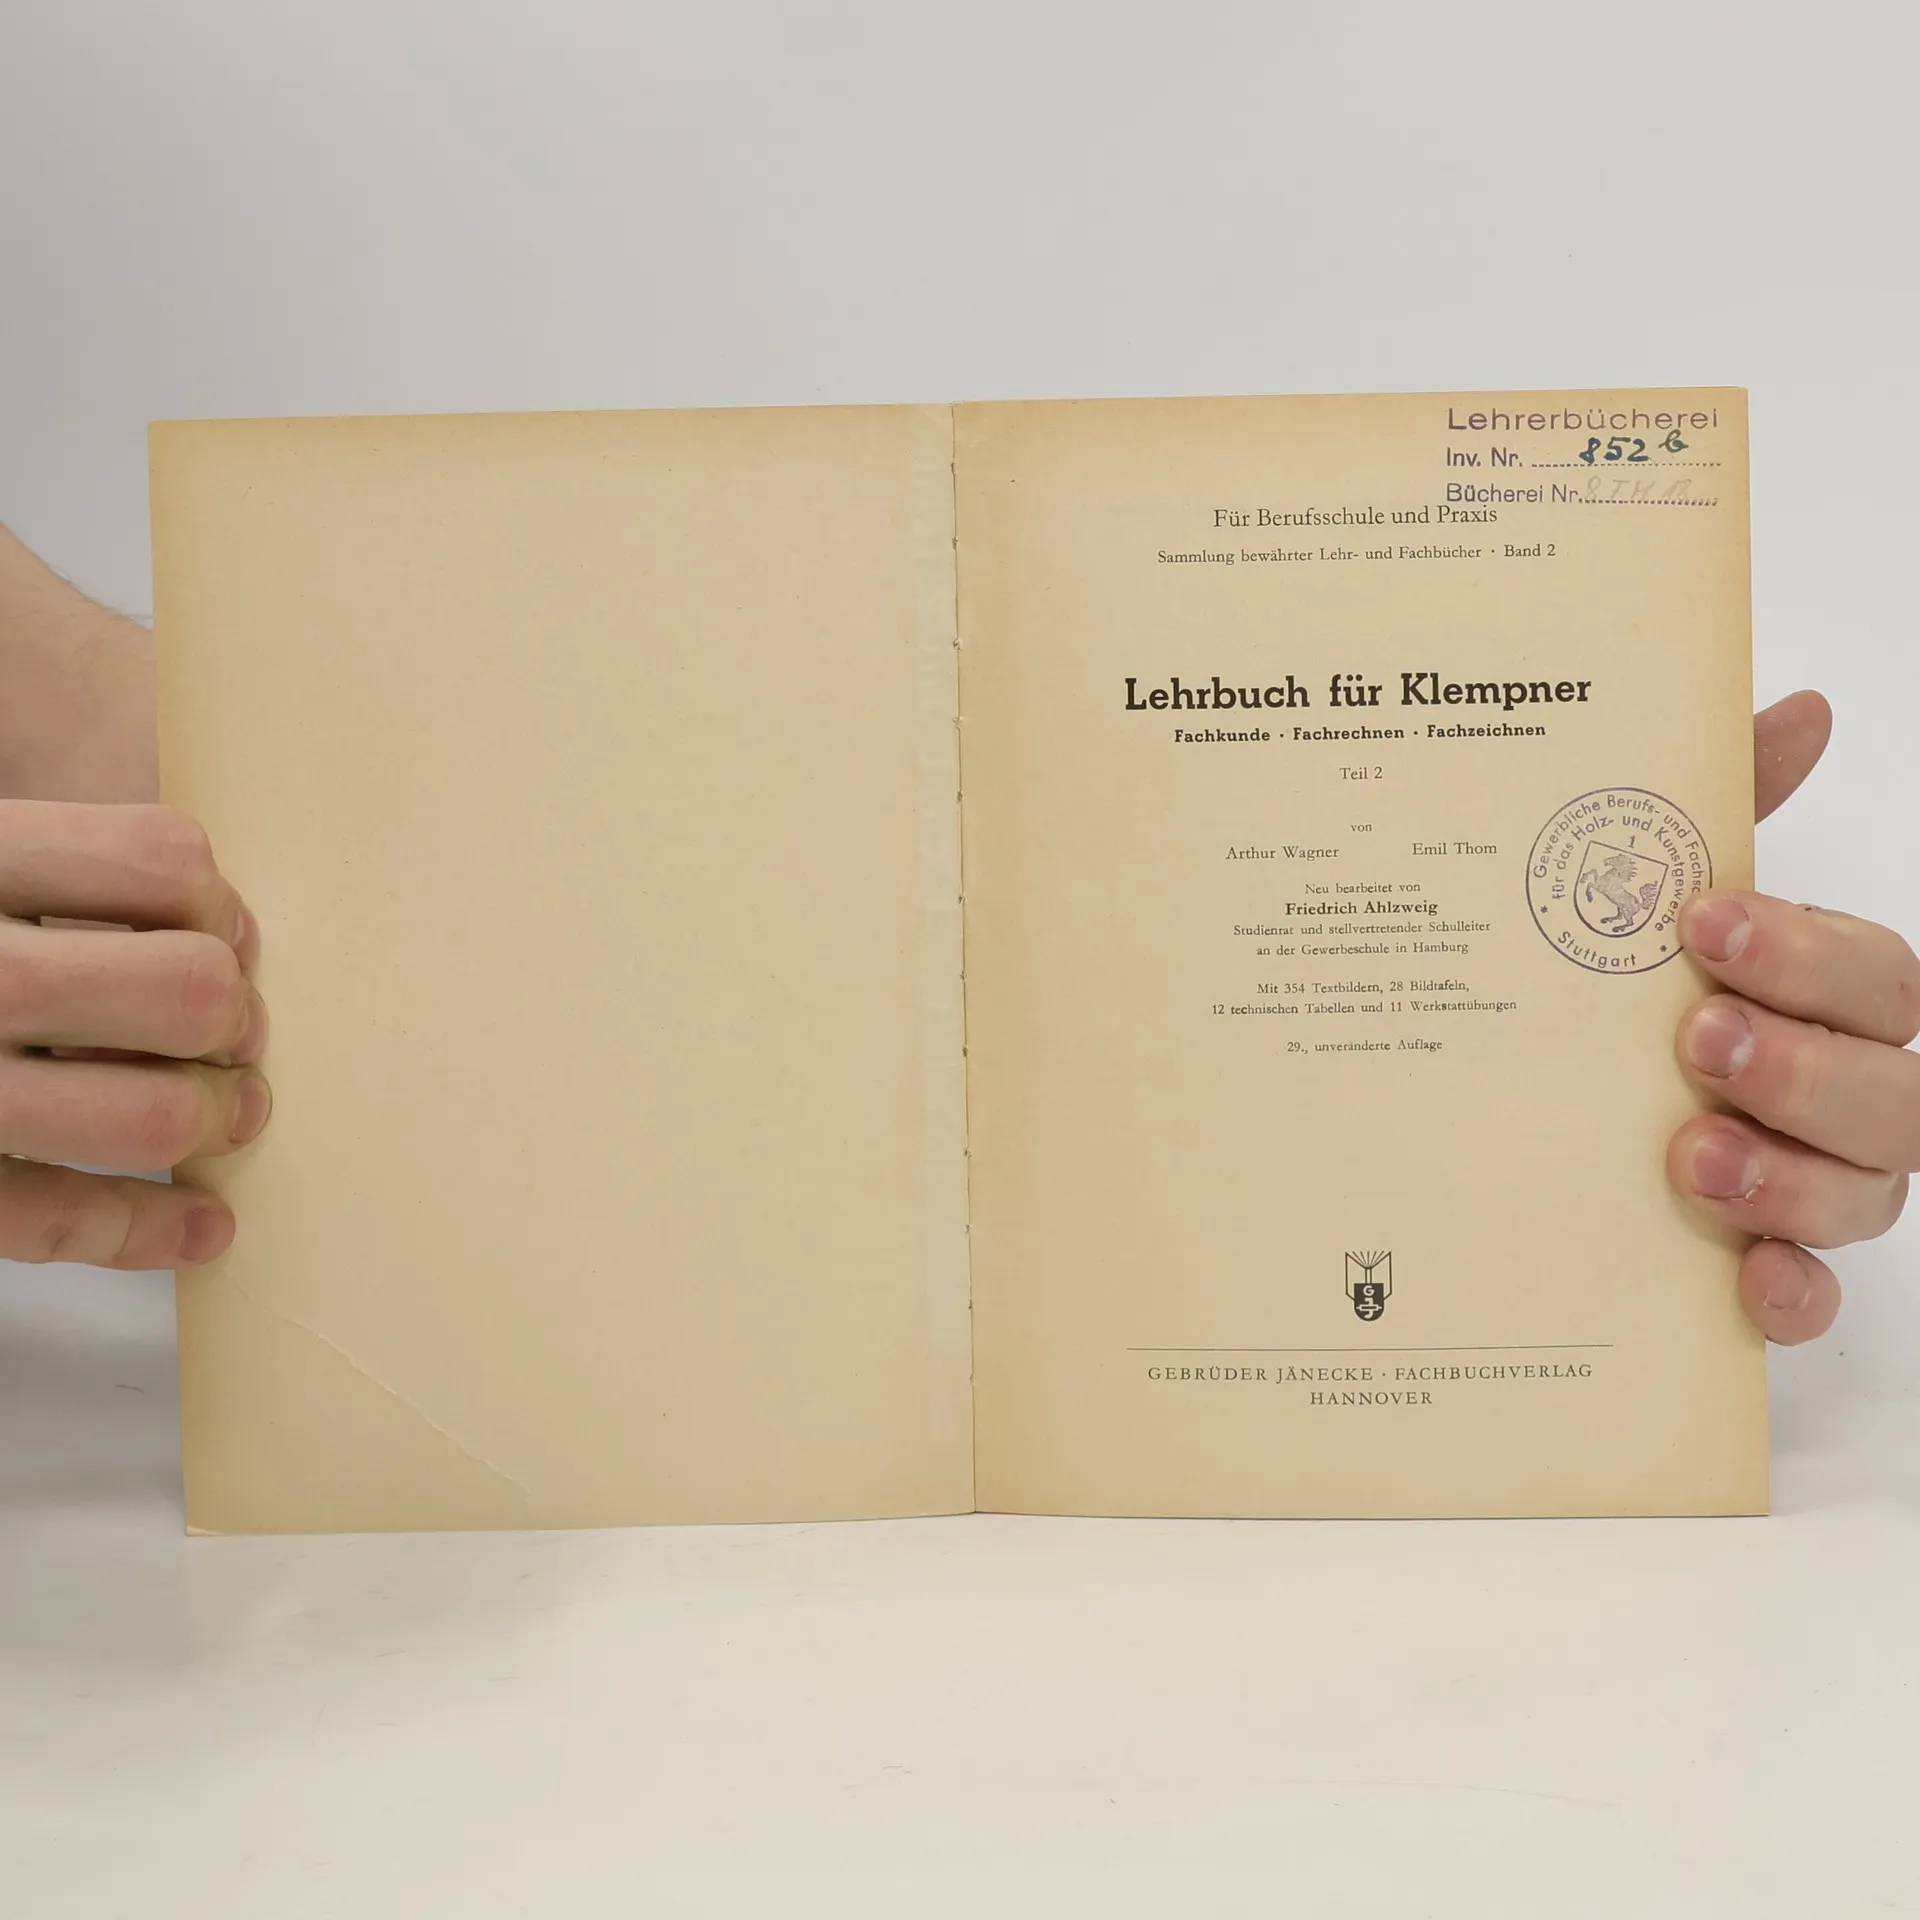 Lehrerbücherei
Inv. Nr. 852 b
Bücherei Nr.
Für Berufsschule und Praxis
Sammlung bewährter Lehr- und Fachbücher · Band 2
Lehrbuch für Klempner
Fachkunde · Fachrechnen · Fachzeichnen
Teil 2
von
Arthur Wagner Emil Thom
Neu bearbeitet von
Friedrich Ahlzweig
Studienrat und stellvertretender Schulleiter
an der Gewerbeschule in Hamburg
Mit 354 Textbildern, 28 Bildtafeln,
12 technischen Tabellen und 11 Werkstattübungen
29., unveränderte Auflage
Gewerbliche Berufs- und
für das Holz- und Kunstgewerbe
1
Stuttgart
G
J
GEBRÜDER JÄNECKE · FACHBUCHVERLAG
HANNOVER